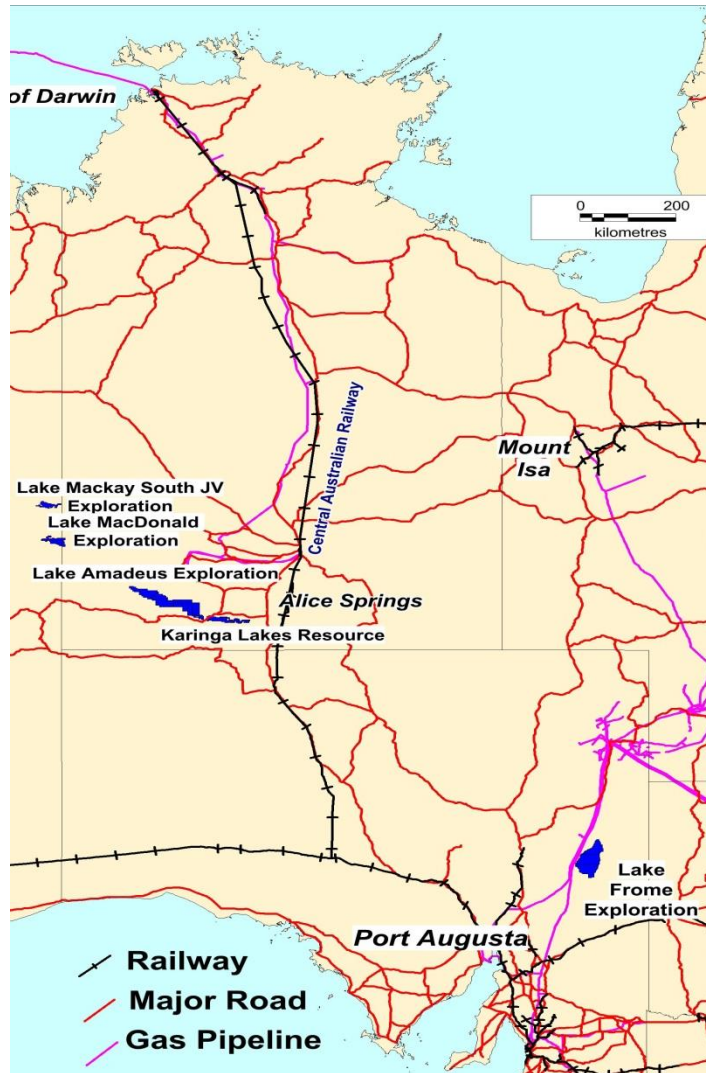 of Darwin
0 200
kilometres
Central Australian Railway
Mount
Isa
Lake Mackay South JV
Exploration
Lake MacDonald
Exploration
Lake Amadeus Exploration
Alice Springs
Karinga Lakes Resource
Lake
Frome
Exploration
Port Augusta
Railway
Major Road
Gas Pipeline